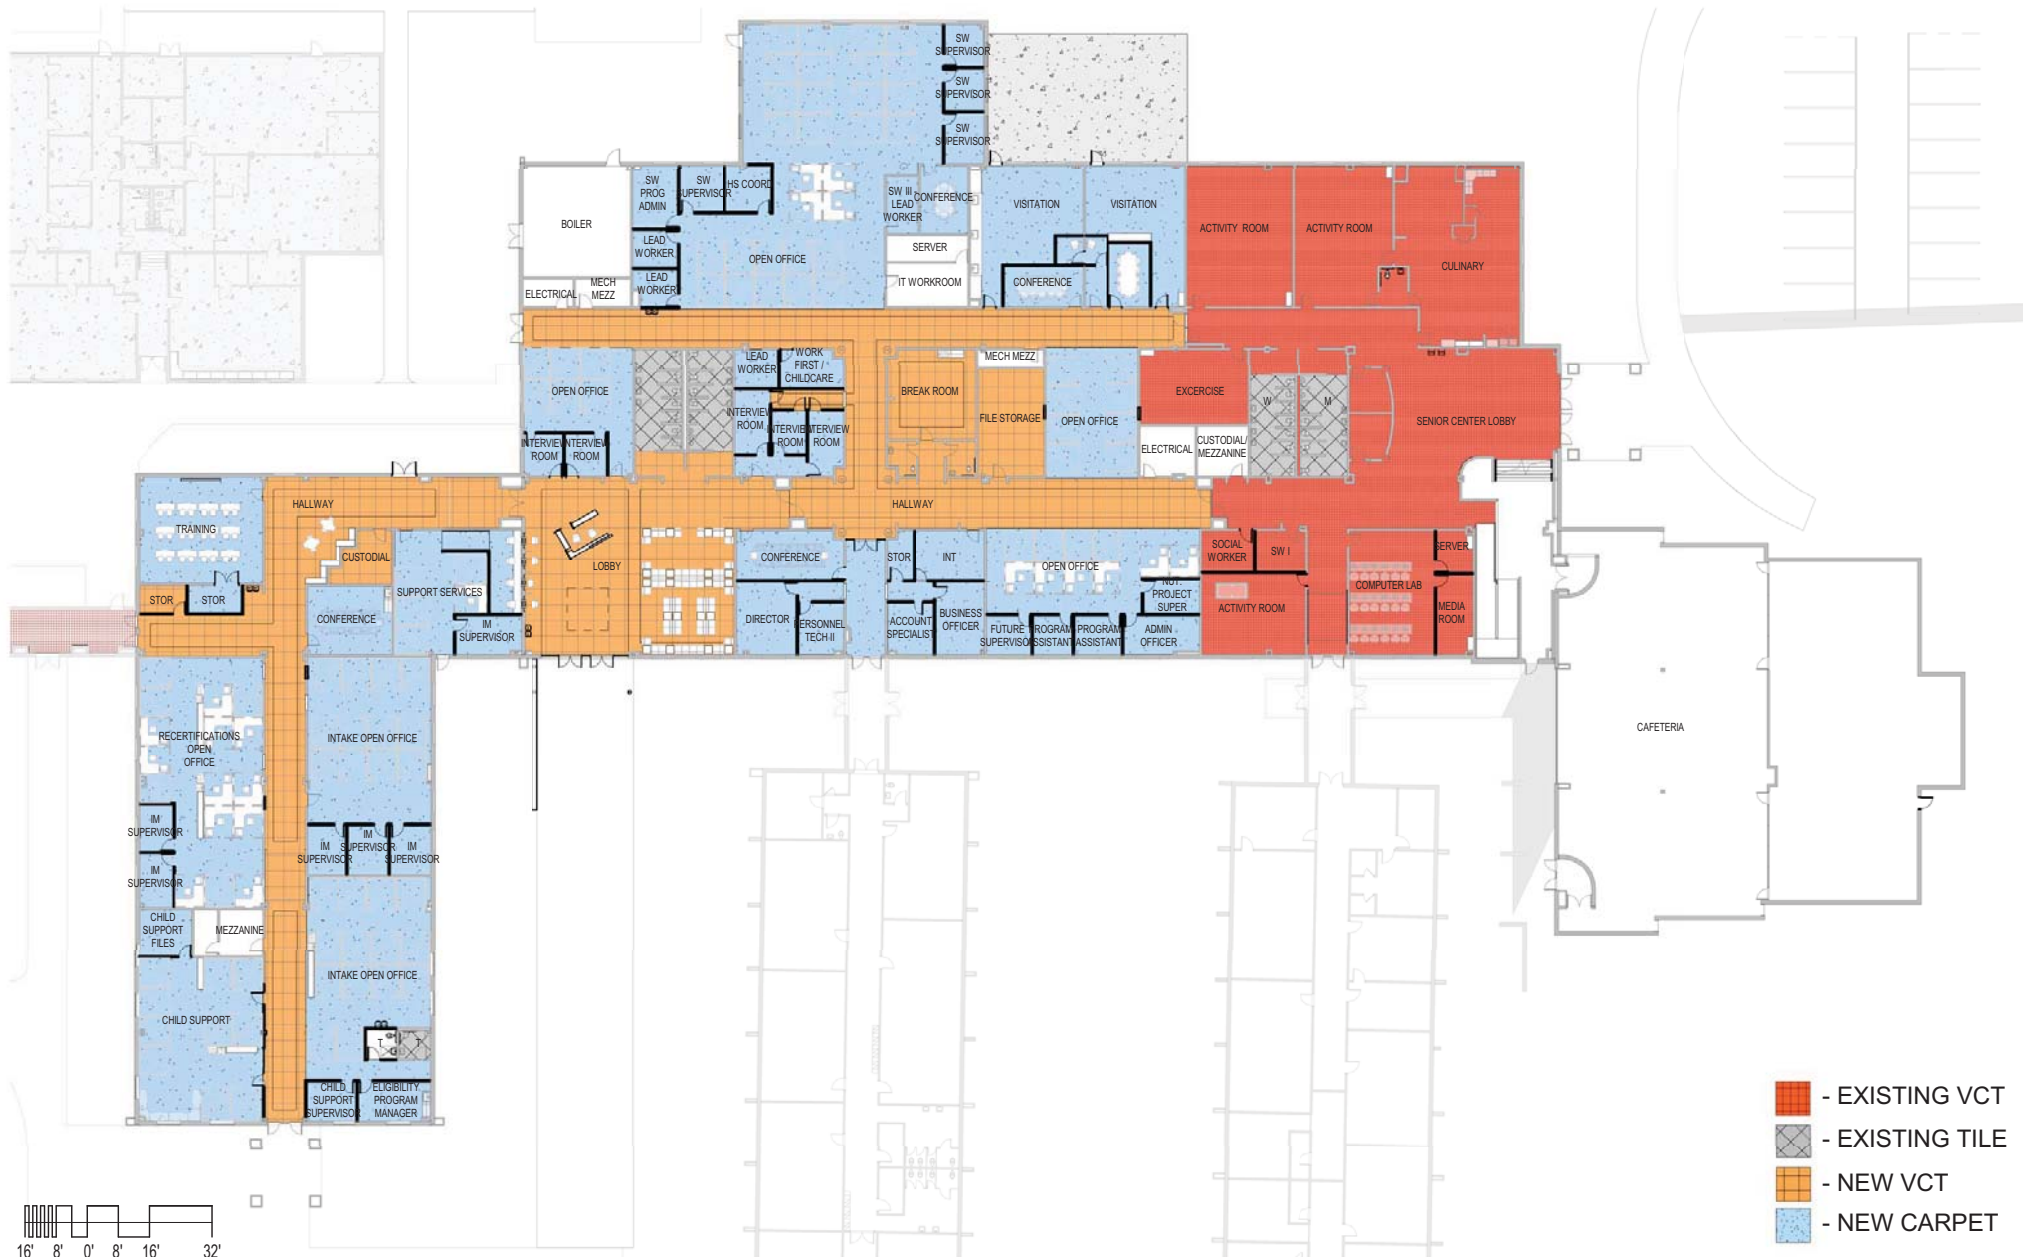 SW
SUPERVISOR
SW
SUPERVISOR
SW
SUPERVISOR
SW
PROG
ADMIN
SW
SUPERVISOR
HS COORD
SW III
LEAD
WORKER
CONFERENCE
VISITATION
VISITATION
ACTIVITY ROOM
ACTIVITY ROOM
CULINARY
BOILER
LEAD
WORKER
OPEN OFFICE
SERVER
LEAD
WORKER
IT WORKROOM
CONFERENCE
ELECTRICAL
MECH
MEZZ
OPEN OFFICE
LEAD
WORKER
WORK
FIRST /
CHILDCARE
BREAK ROOM
MECH MEZZ
FILE STORAGE
OPEN OFFICE
EXCERCISE
W
M
SENIOR CENTER LOBBY
INTERVIEW
ROOM
INTERVIEW
ROOM
INTERVIEW
ROOM
INTERVIEW
ROOM
INTERVIEW
ROOM
ELECTRICAL
CUSTODIAL/
MEZZANINE
HALLWAY
HALLWAY
TRAINING
CUSTODIAL
SUPPORT SERVICES
LOBBY
CONFERENCE
STOR
INT
OPEN OFFICE
SOCIAL
WORKER
SW I
SERVER
COMPUTER LAB
STOR
STOR
CONFERENCE
IM
SUPERVISOR
DIRECTOR
PERSONNEL
TECH II
ACCOUNT
SPECIALIST
BUSINESS
OFFICER
NUT.
PROJECT
SUPER
FUTURE
SUPERVISOR
PROGRAM
ASSISTANT
PROGRAM
ASSISTANT
ADMIN
OFFICER
ACTIVITY ROOM
MEDIA
ROOM
CAFETERIA
RECERTIFICATIONS
OPEN
OFFICE
INTAKE OPEN OFFICE
IM
SUPERVISOR
IM
SUPERVISOR
IM
SUPERVISOR
IM
SUPERVISOR
IM
SUPERVISOR
CHILD
SUPPORT
FILES
MEZZANINE
INTAKE OPEN OFFICE
CHILD SUPPORT
T
T
CHILD
SUPPORT
SUPERVISOR
ELIGIBILITY
PROGRAM
MANAGER
- EXISTING VCT
- EXISTING TILE
- NEW VCT
- NEW CARPET
16' 8' 0' 8' 16' 32'